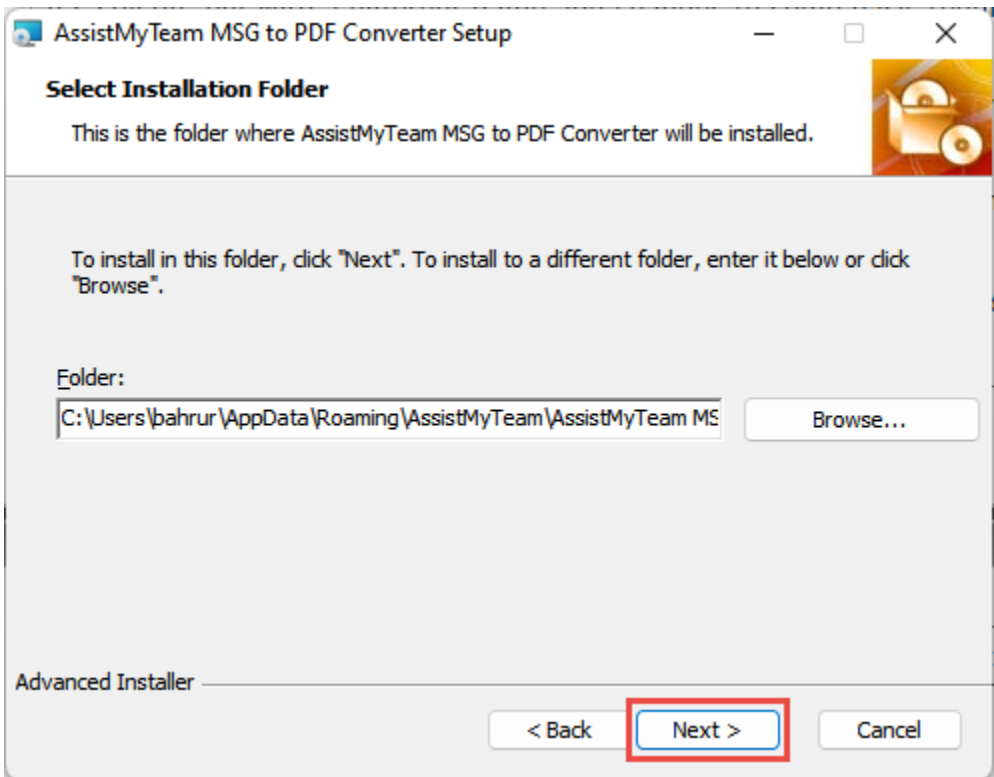 AssistMyTeam MSG to PDF Converter Setup
Select Installation Folder
This is the folder where AssistMyTeam MSG to PDF Converter will be installed.
To install in this folder, click "Next". To install to a different folder, enter it below or click
"Browse".
Folder:
C:\Users\bahrur\AppData\Roaming\AssistMyTeam\AssistMyTeam MS
Browse...
Advanced Installer
< Back
Next >
Cancel